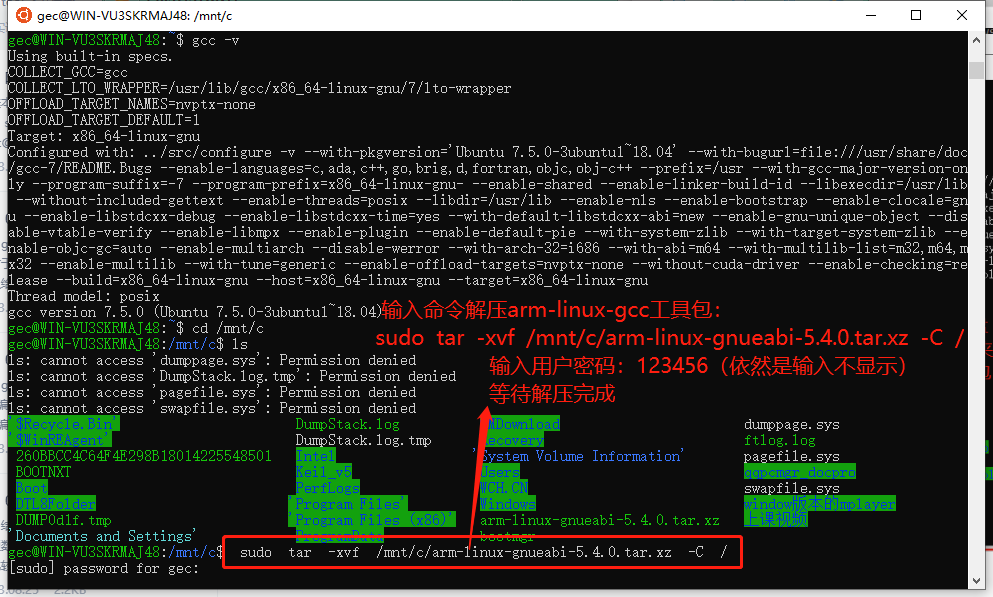 gec@WIN-VU3SKRMAJ48: /mnt/c
gec@WIN-VU3SKRMAJ48:~$ gcc -v
Using built-in specs.
COLLECT_GCC=gcc
COLLECT_LTO_WRAPPER=/usr/lib/gcc/x86_64-linux-gnu/7/lto-wrapper
OFFLOAD_TARGET_NAMES=nvptx-none
OFFLOAD_TARGET_DEFAULT=1
Target: x86_64-linux-gnu
Configured with: ../src/configure -v --with-pkgversion='Ubuntu 7.5.0-3ubuntu1~18.04' --with-bugurl=file:///usr/share/doc
/gcc-7/README.Bugs --enable-languages=c,ada,c++,go,brig,d,fortran,objc,obj-c++ --prefix=/usr --with-gcc-major-version-on
ly --program-suffix=-7 --program-prefix=x86_64-linux-gnu- --enable-shared --enable-linker-build-id --libexecdir=/usr/lib
--without-included-gettext --enable-threads=posix --libdir=/usr/lib --enable-nls --enable-bootstrap --enable-clocale=gn
u --enable-libstdcxx-debug --enable-libstdcxx-time=yes --with-default-libstdcxx-abi=new --enable-gnu-unique-object --dis
able-vtable-verify --enable-libmpx --enable-plugin --enable-default-pie --with-system-zlib --with-target-system-zlib --e
nable-objc-gc=auto --enable-multiarch --disable-werror --with-arch-32=i686 --with-abi=m64 --with-multilib-list=m32,m64,m
x32 --enable-multilib --with-tune=generic --enable-offload-targets=nvptx-none --without-cuda-driver --enable-checking=re
lease --build=x86_64-linux-gnu --host=x86_64-linux-gnu --target=x86_64-linux-gnu
Thread model: posix
gcc version 7.5.0 (Ubuntu 7.5.0-3ubuntu1~18.04)
输入命令解压arm-linux-gcc工具包：
gec@WIN-VU3SKRMAJ48:~$ cd /mnt/c
sudo tar -xvf /mnt/c/arm-linux-gnueabi-5.4.0.tar.xz -C /
gec@WIN-VU3SKRMAJ48:/mnt/c$ ls
ls: cannot access 'dumppage.sys': Permission denied
输入用户密码：123456（依然是输入不显示）
ls: cannot access 'DumpStack.log.tmp': Permission denied
ls: cannot access 'pagefile.sys': Permission denied
等待解压完成
ls: cannot access 'swapfile.sys': Permission denied
'$Recycle.Bin' DumpStack.log MDownload dumppage.sys
'$WinREAgent' DumpStack.log.tmp Recovery ftlog.log
260BBCC4C64F4E298B18014225548501 Intel 'System Volume Information' pagefile.sys
BOOTNXT Keil_v5 Users qqpcmgr_docpro
Boot PerfLogs WCH.CN swapfile.sys
DTL8Folder 'Program Files' Windows window版本的mplayer
DUMP0d1f.tmp 'Program Files (x86)' arm-linux-gnueabi-5.4.0.tar.xz 上课视频
'Documents and Settings' ProgramData bootmgr
gec@WIN-VU3SKRMAJ48:/mnt/c$ sudo tar -xvf /mnt/c/arm-linux-gnueabi-5.4.0.tar.xz -C /
[sudo] password for gec: